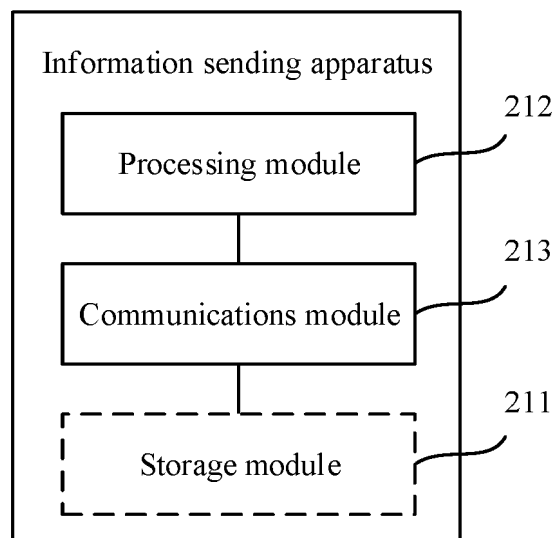 Information sending apparatus
212
Processing module
213
Communications module
211
Storage module